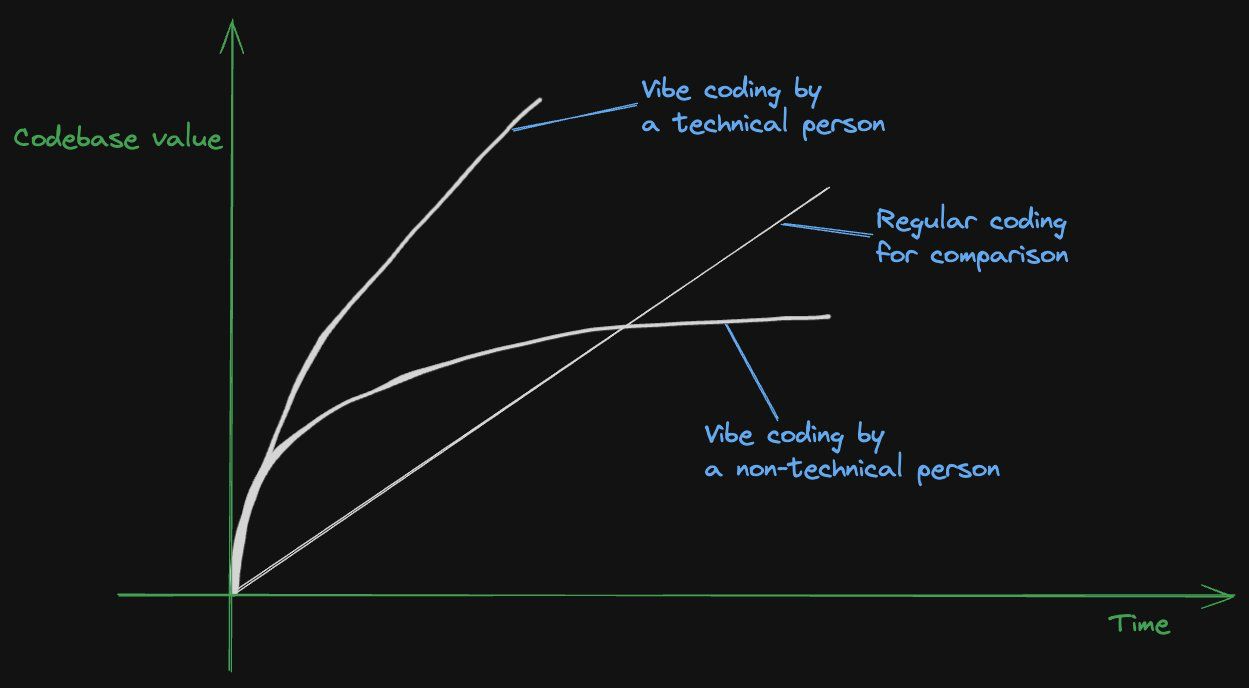 Vibe coding by
a technical person
Codebase value
Regular coding
for comparison
Vibe coding by
a non-technical person
Time